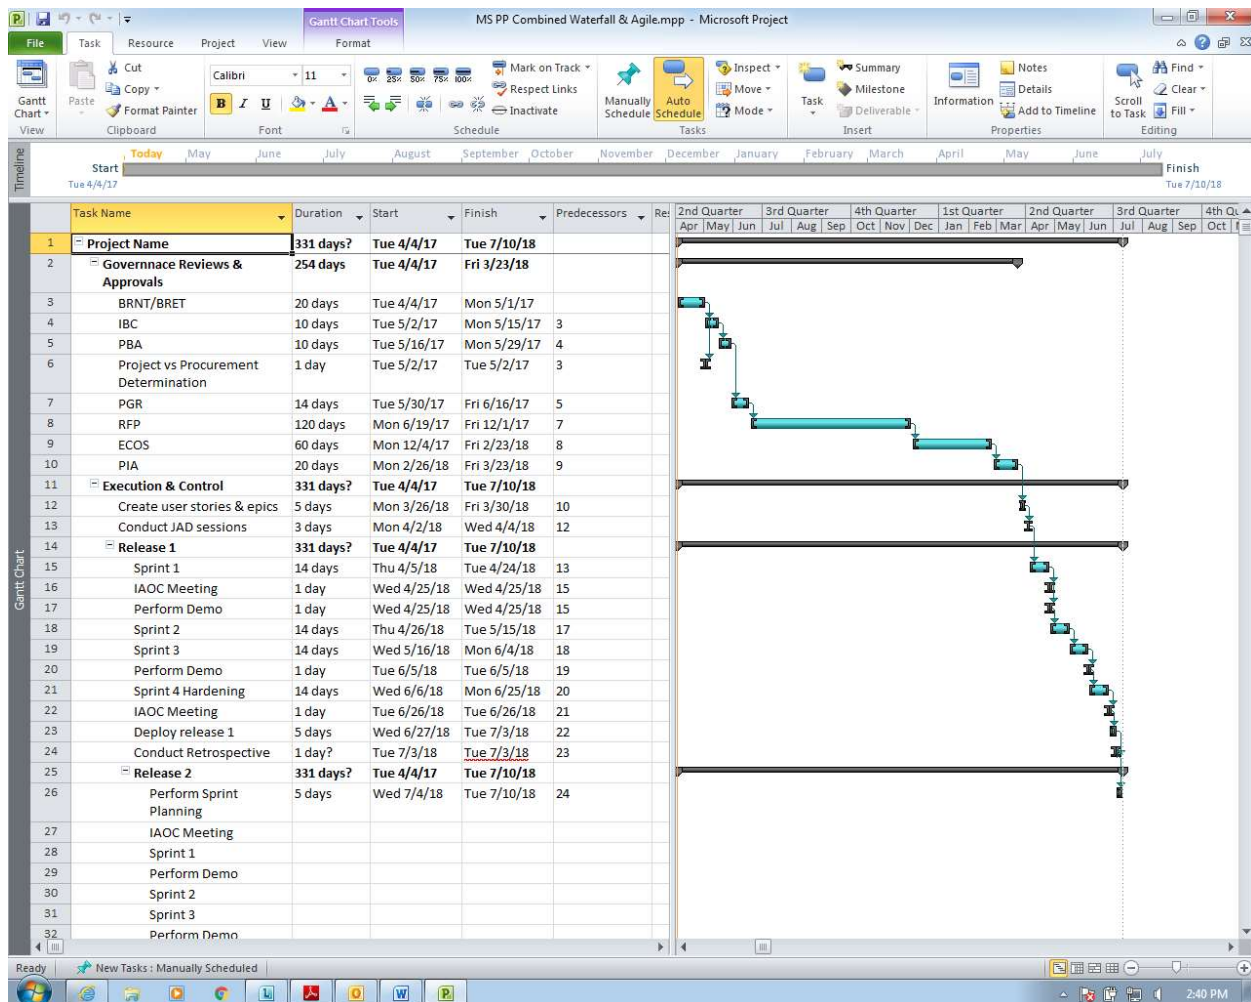 Gantt Chart Tools
MS PP Combined Waterfall & Agile.mpp - Microsoft Project
File Task Resource Project View Format
Cut
Copy
Format Painter
Paste
Clipboard
Calibri 11
B I U A
Font
0% 25% 50% 75% 100%
Mark on Track
Respect Links
Inactivate
Schedule
Manually Schedule
Auto Schedule
Inspect
Move
Mode
Tasks
Task
Summary
Milestone
Deliverable
Insert
Information
Notes
Details
Add to Timeline
Properties
Scroll to Task
Find
Clear
Fill
Editing
Gantt Chart
View
Timeline
Today May June July August September October November December January February March April May June July
Start
Tue 4/4/17
Finish
Tue 7/10/18
Task Name Duration Start Finish Predecessors Res
2nd Quarter 3rd Quarter 4th Quarter 1st Quarter 2nd Quarter 3rd Quarter 4th Qu
Apr May Jun Jul Aug Sep Oct Nov Dec Jan Feb Mar Apr May Jun Jul Aug Sep Oct
1 Project Name 331 days? Tue 4/4/17 Tue 7/10/18
2 Governnace Reviews & 254 days Tue 4/4/17 Fri 3/23/18
Approvals
3 BRNT/BRET 20 days Tue 4/4/17 Mon 5/1/17
4 IBC 10 days Tue 5/2/17 Mon 5/15/17 3
5 PBA 10 days Tue 5/16/17 Mon 5/29/17 4
6 Project vs Procurement 1 day Tue 5/2/17 Tue 5/2/17 3
Determination
7 PGR 14 days Tue 5/30/17 Fri 6/16/17 5
8 RFP 120 days Mon 6/19/17 Fri 12/1/17 7
9 ECOS 60 days Mon 12/4/17 Fri 2/23/18 8
10 PIA 20 days Mon 2/26/18 Fri 3/23/18 9
11 Execution & Control 331 days? Tue 4/4/17 Tue 7/10/18
12 Create user stories & epics 5 days Mon 3/26/18 Fri 3/30/18 10
13 Conduct JAD sessions 3 days Mon 4/2/18 Wed 4/4/18 12
14 Release 1 331 days? Tue 4/4/17 Tue 7/10/18
15 Sprint 1 14 days Thu 4/5/18 Tue 4/24/18 13
16 IAOC Meeting 1 day Wed 4/25/18 Wed 4/25/18 15
17 Perform Demo 1 day Wed 4/25/18 Wed 4/25/18 15
18 Sprint 2 14 days Thu 4/26/18 Tue 5/15/18 17
19 Sprint 3 14 days Wed 5/16/18 Mon 6/4/18 18
20 Perform Demo 1 day Tue 6/5/18 Tue 6/5/18 19
21 Sprint 4 Hardening 14 days Wed 6/6/18 Mon 6/25/18 20
22 IAOC Meeting 1 day Tue 6/26/18 Tue 6/26/18 21
23 Deploy release 1 5 days Wed 6/27/18 Tue 7/3/18 22
24 Conduct Retrospective 1 day? Tue 7/3/18 Tue 7/3/18 23
25 Release 2 331 days? Tue 4/4/17 Tue 7/10/18
26 Perform Sprint 5 days Wed 7/4/18 Tue 7/10/18 24
Planning
27 IAOC Meeting
28 Sprint 1
29 Perform Demo
30 Sprint 2
31 Sprint 3
32 Perform Demo
Gantt Chart
Ready New Tasks : Manually Scheduled
2:40 PM